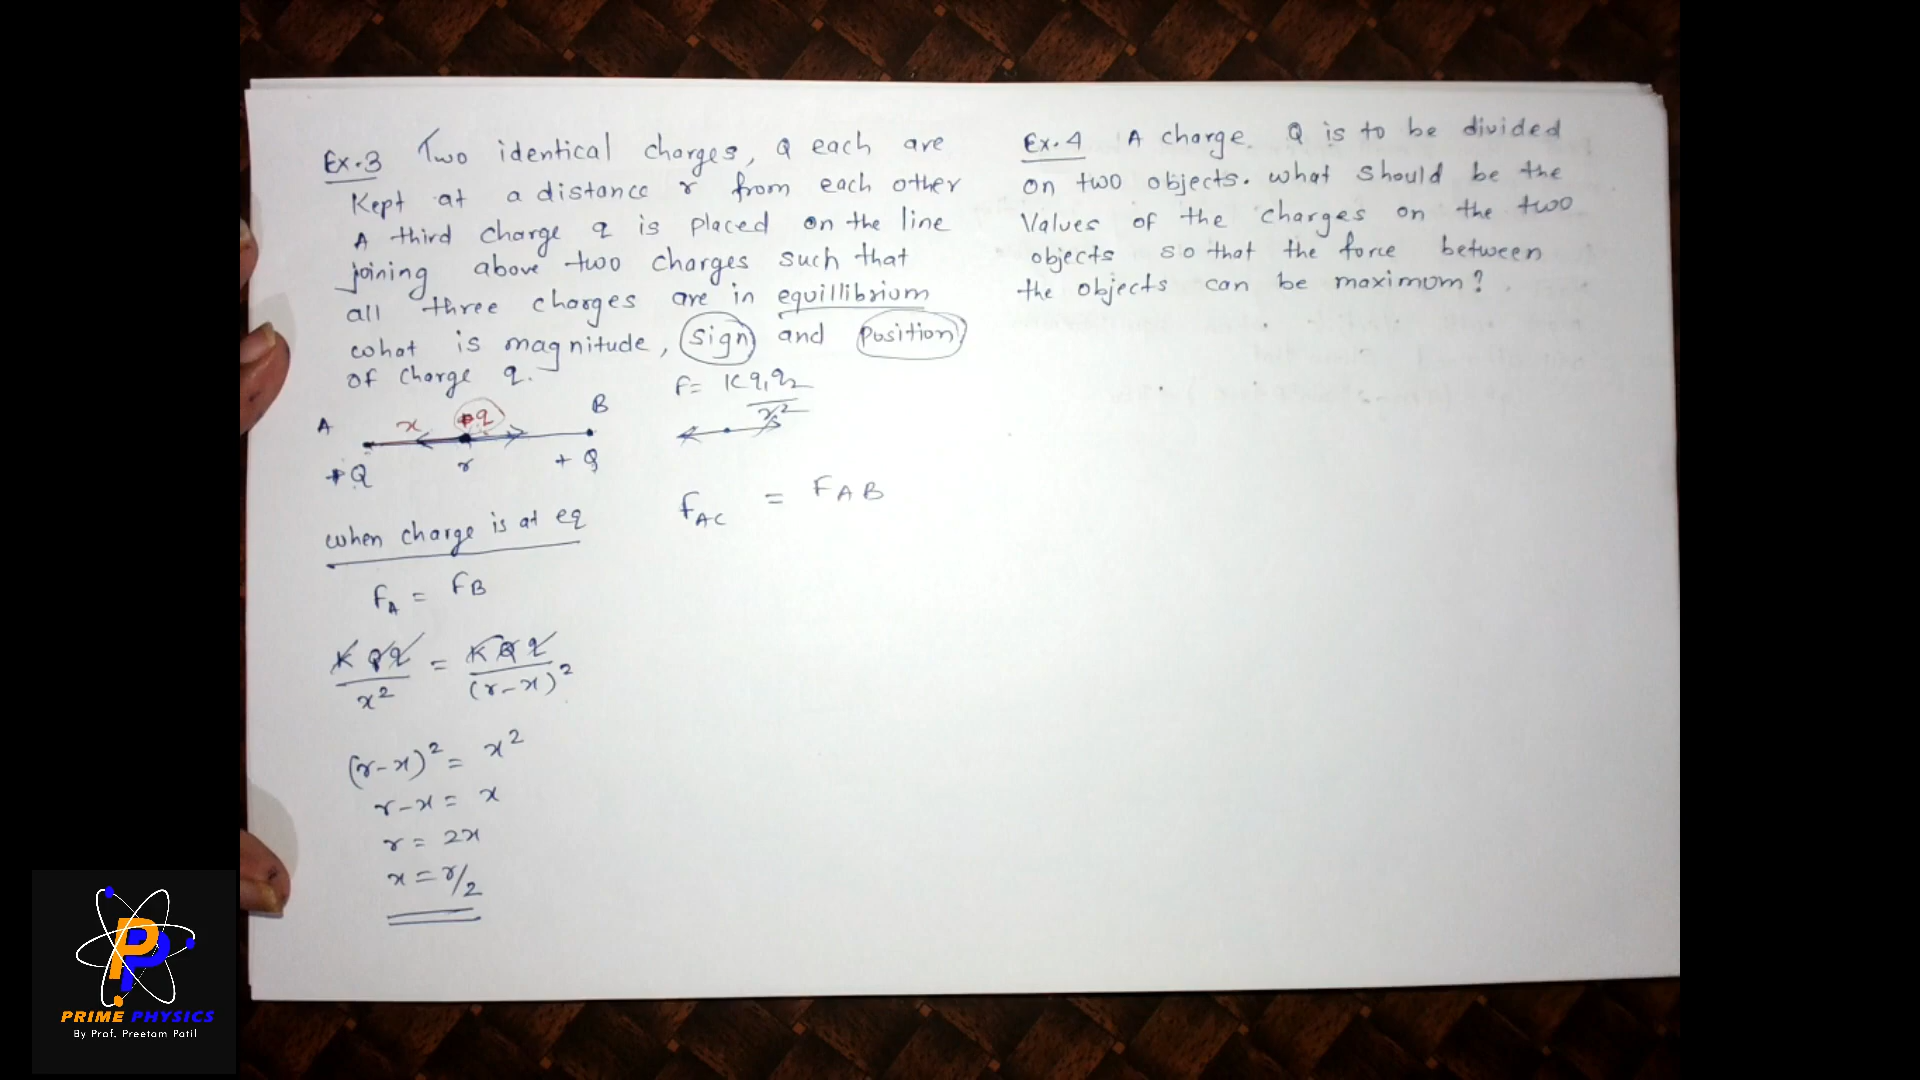 Ex.3 Two identical charges, Q each are
Kept at a distance r from each other
A third charge q is placed on the line
joining above two charges such that
all three charges are in equillibrium
what is magnitude, sign and position
of charge q.
F = Kq₁q₂
r²
A x +q B
+Q r +Q
when charge is at eq
F_A = F_B
KQq / x² = KQq / (r-x)²
(r-x)² = x²
r-x = x
r = 2x
x = r/2
F_AC = F_AB
Ex.4 A charge Q is to be divided
on two objects. what should be the
Values of the charges on the two
objects so that the force between
the objects can be maximum?
PRIME PHYSICS
By Prof. Preetam Patil